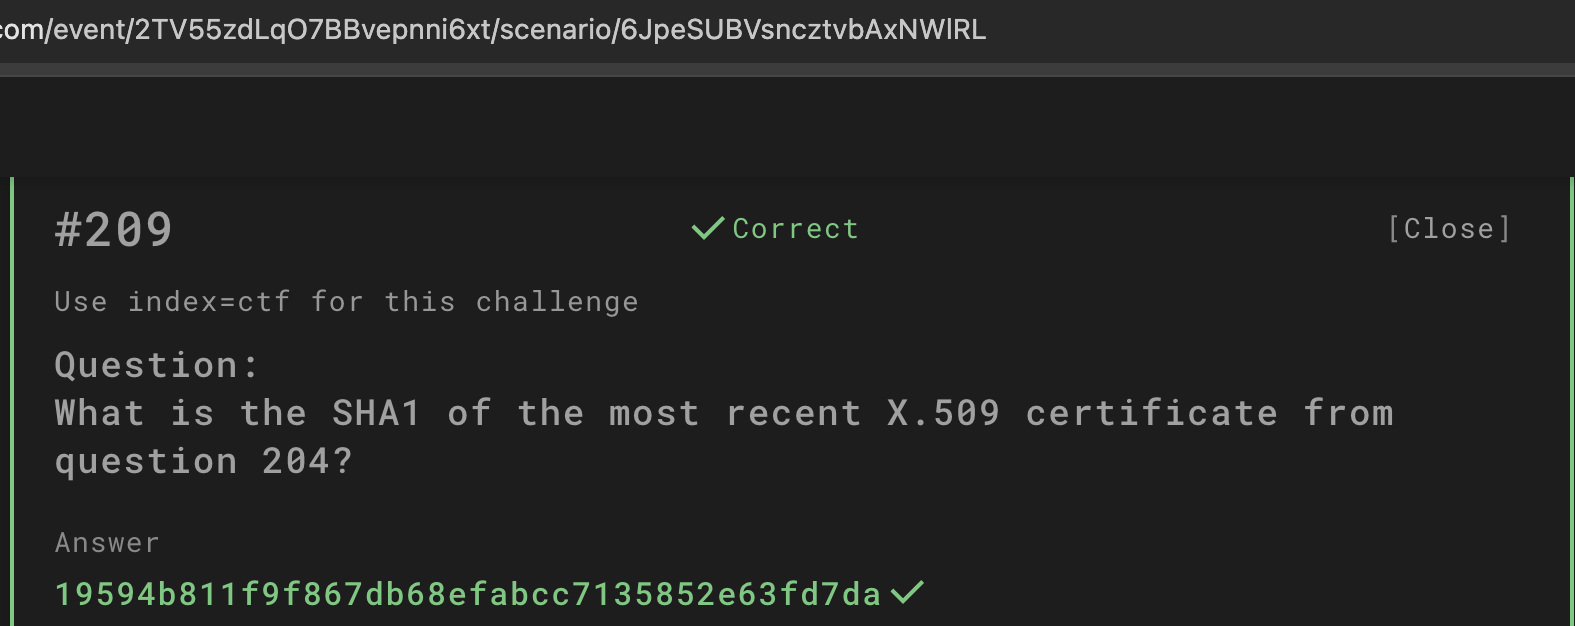 com/event/2TV55zdLqO7BBvepnni6xt/scenario/6JpeSUBVsncztvbAxNWlRL
#209
Correct
[Close]
Use index=ctf for this challenge
Question:
What is the SHA1 of the most recent X.509 certificate from
question 204?
Answer
19594b811f9f867db68efabcc7135852e63fd7da